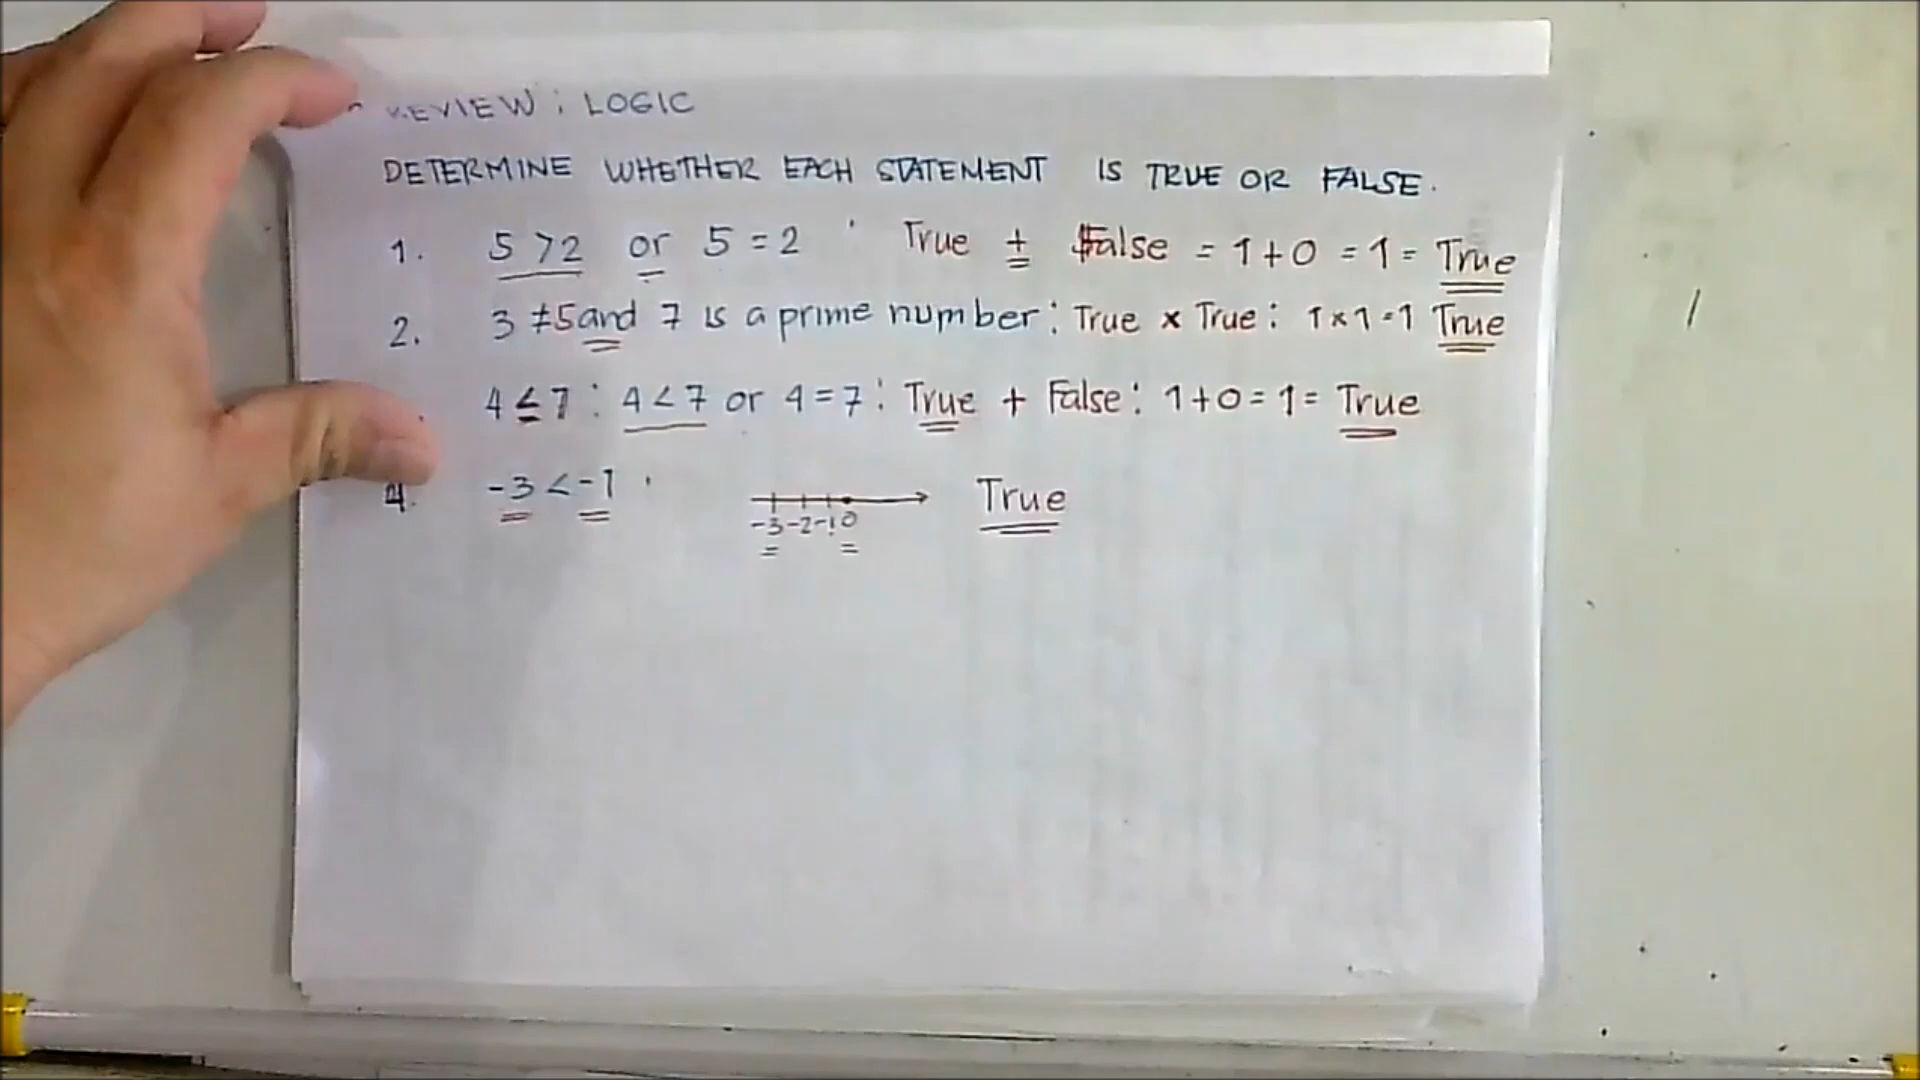 REVIEW : LOGIC
DETERMINE WHETHER EACH STATEMENT IS TRUE OR FALSE.
1. 5 >2 or 5 = 2 True + False = 1+0 = 1 = True
2. 3 ≠5 and 7 is a prime number : True x True : 1x1=1 True
4≤7 : 4<7 or 4=7 : True + False : 1+0=1= True
4. -3 < -1 -3 -2 -1 0 True